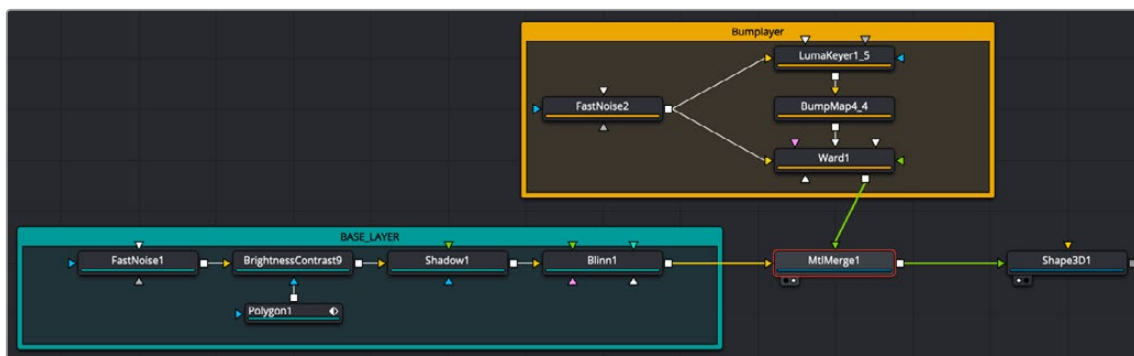 Bumplayer
LumaKeyer1_5
FastNoise2
BumpMap4_4
Ward1
BASE_LAYER
FastNoise1
BrightnessContrast9
Shadow1
Blinn1
MtlMerge1
Shape3D1
Polygon1